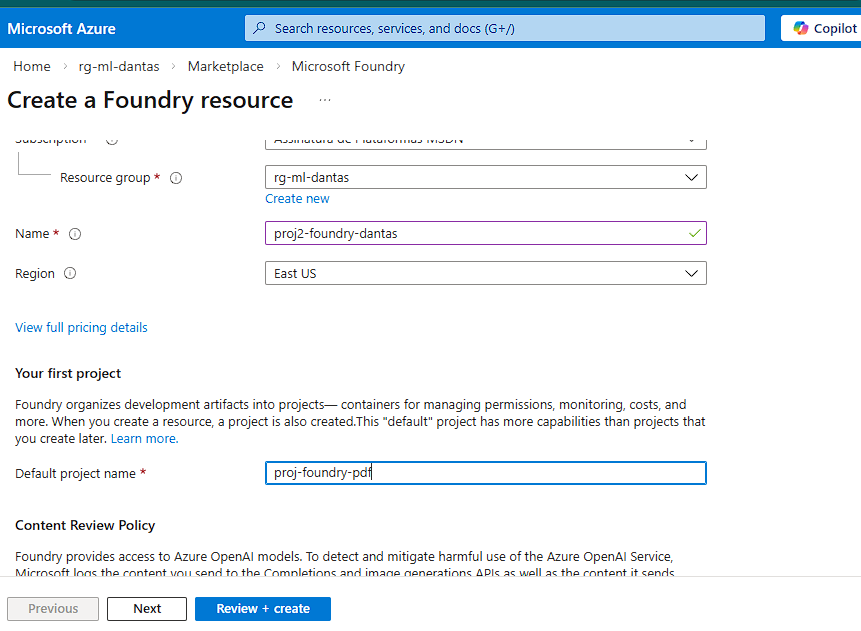 Microsoft Azure
Search resources, services, and docs (G+/)
Copilot
Home > rg-ml-dantas > Marketplace > Microsoft Foundry
Create a Foundry resource ...
Subscription
Assinatura de Plataformas MSDN
Resource group *
rg-ml-dantas
Create new
Name *
proj2-foundry-dantas
Region
East US
View full pricing details
Your first project
Foundry organizes development artifacts into projects— containers for managing permissions, monitoring, costs, and
more. When you create a resource, a project is also created.This "default" project has more capabilities than projects that
you create later. Learn more.
Default project name *
proj-foundry-pdf
Content Review Policy
Foundry provides access to Azure OpenAI models. To detect and mitigate harmful use of the Azure OpenAI Service,
Microsoft logs the content you send to the Completions and image generations APIs as well as the content it sends
Previous
Next
Review + create